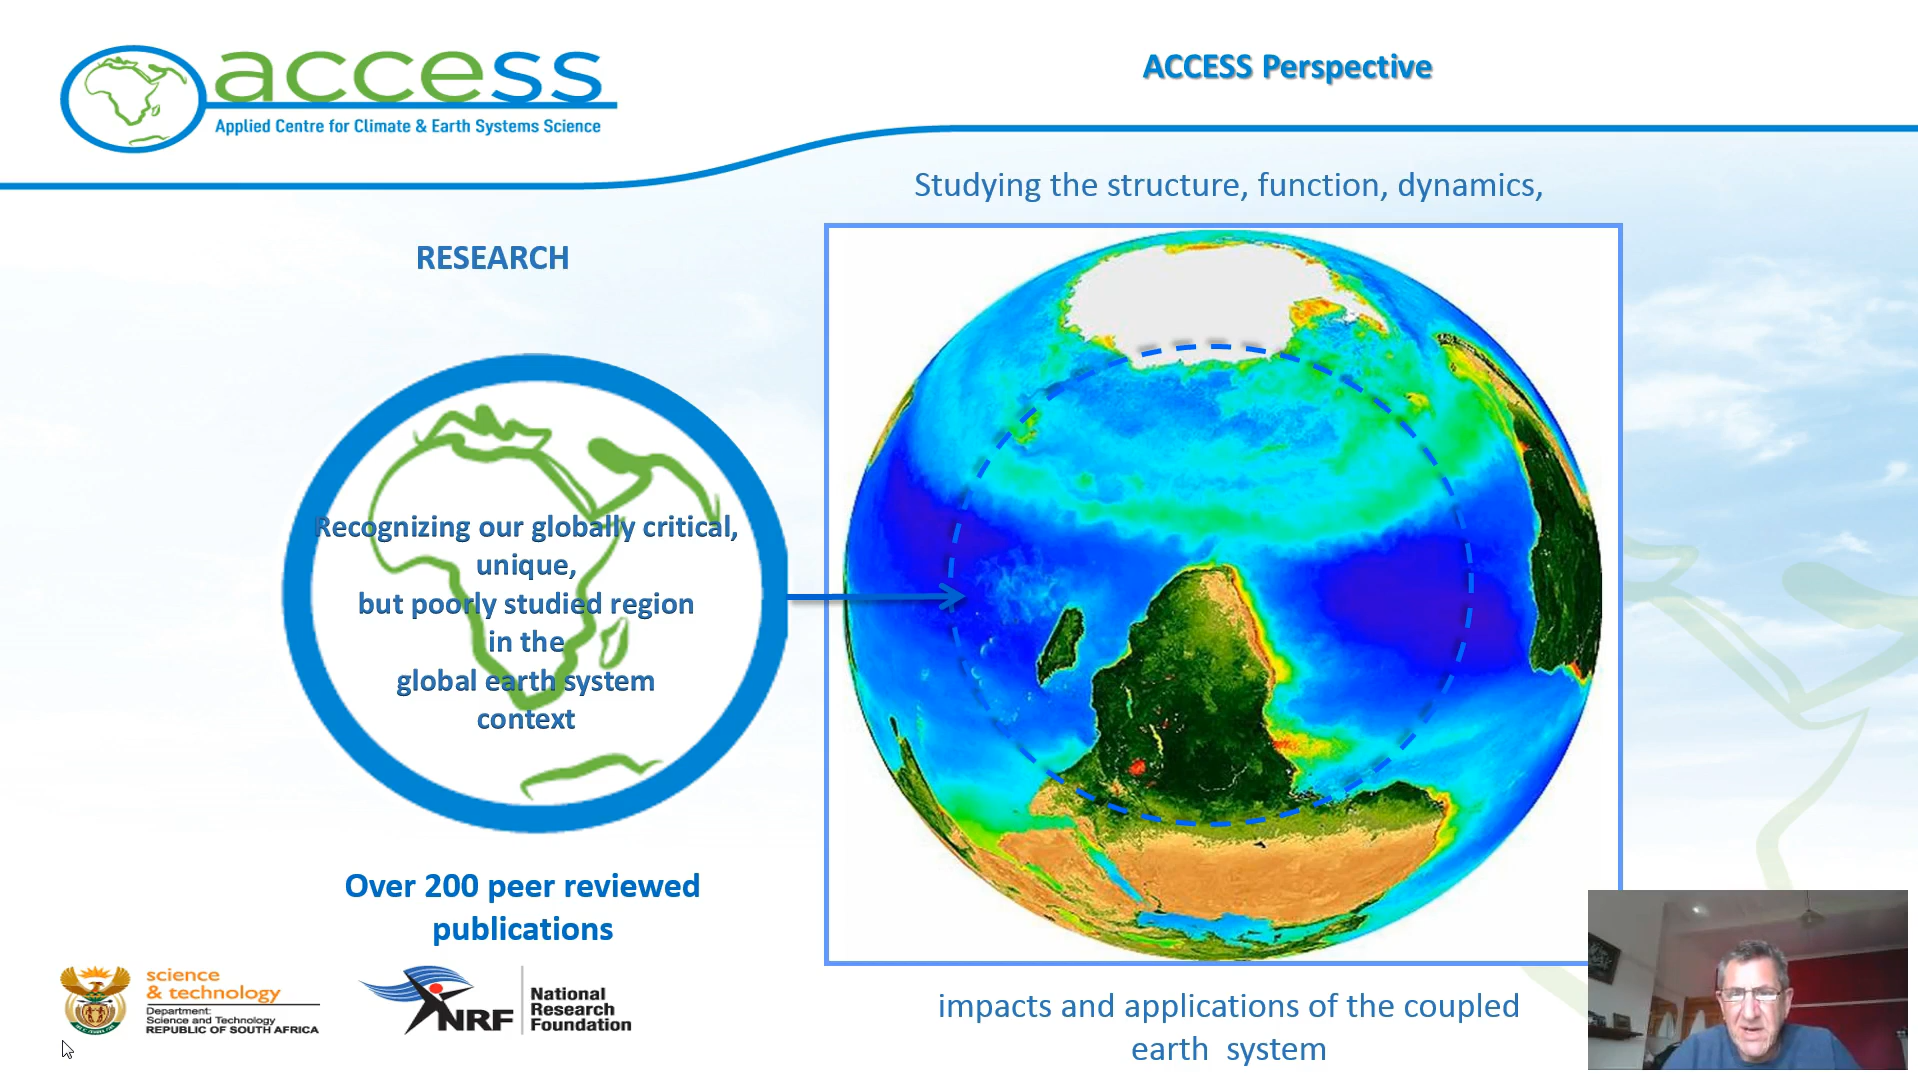 access
Applied Centre for Climate & Earth Systems Science
ACCESS Perspective
Studying the structure, function, dynamics,
RESEARCH
Recognizing our globally critical,
unique,
but poorly studied region
in the
global earth system
context
Over 200 peer reviewed
publications
science
& technology
Department:
Science and Technology
REPUBLIC OF SOUTH AFRICA
NRF
National
Research
Foundation
impacts and applications of the coupled
earth system